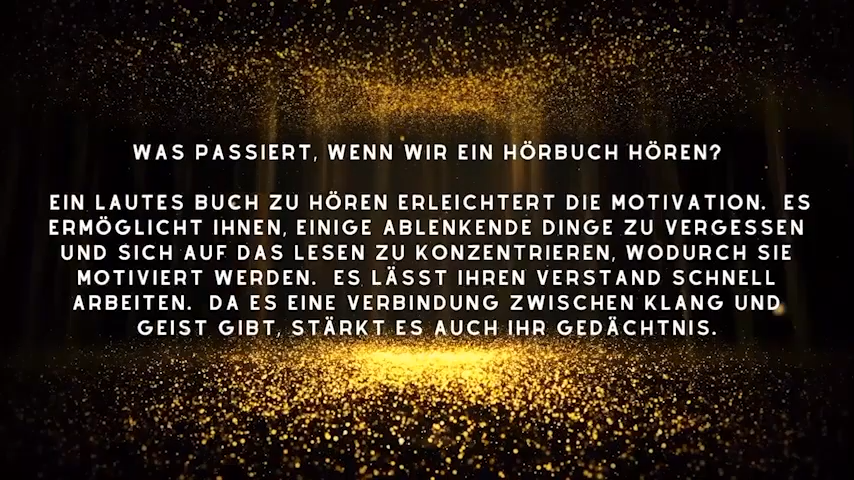 WAS PASSIERT, WENN WIR EIN HÖRBUCH HÖREN?
EIN LAUTES BUCH ZU HÖREN ERLEICHTERT DIE MOTIVATION. ES
ERMÖGLICHT IHNEN, EINIGE ABLENKENDE DINGE ZU VERGESSEN
UND SICH AUF DAS LESEN ZU KONZENTRIEREN, WODURCH SIE
MOTIVIERT WERDEN. ES LÄSST IHREN VERSTAND SCHNELL
ARBEITEN. DA ES EINE VERBINDUNG ZWISCHEN KLANG UND
GEIST GIBT, STÄRKT ES AUCH IHR GEDÄCHTNIS.